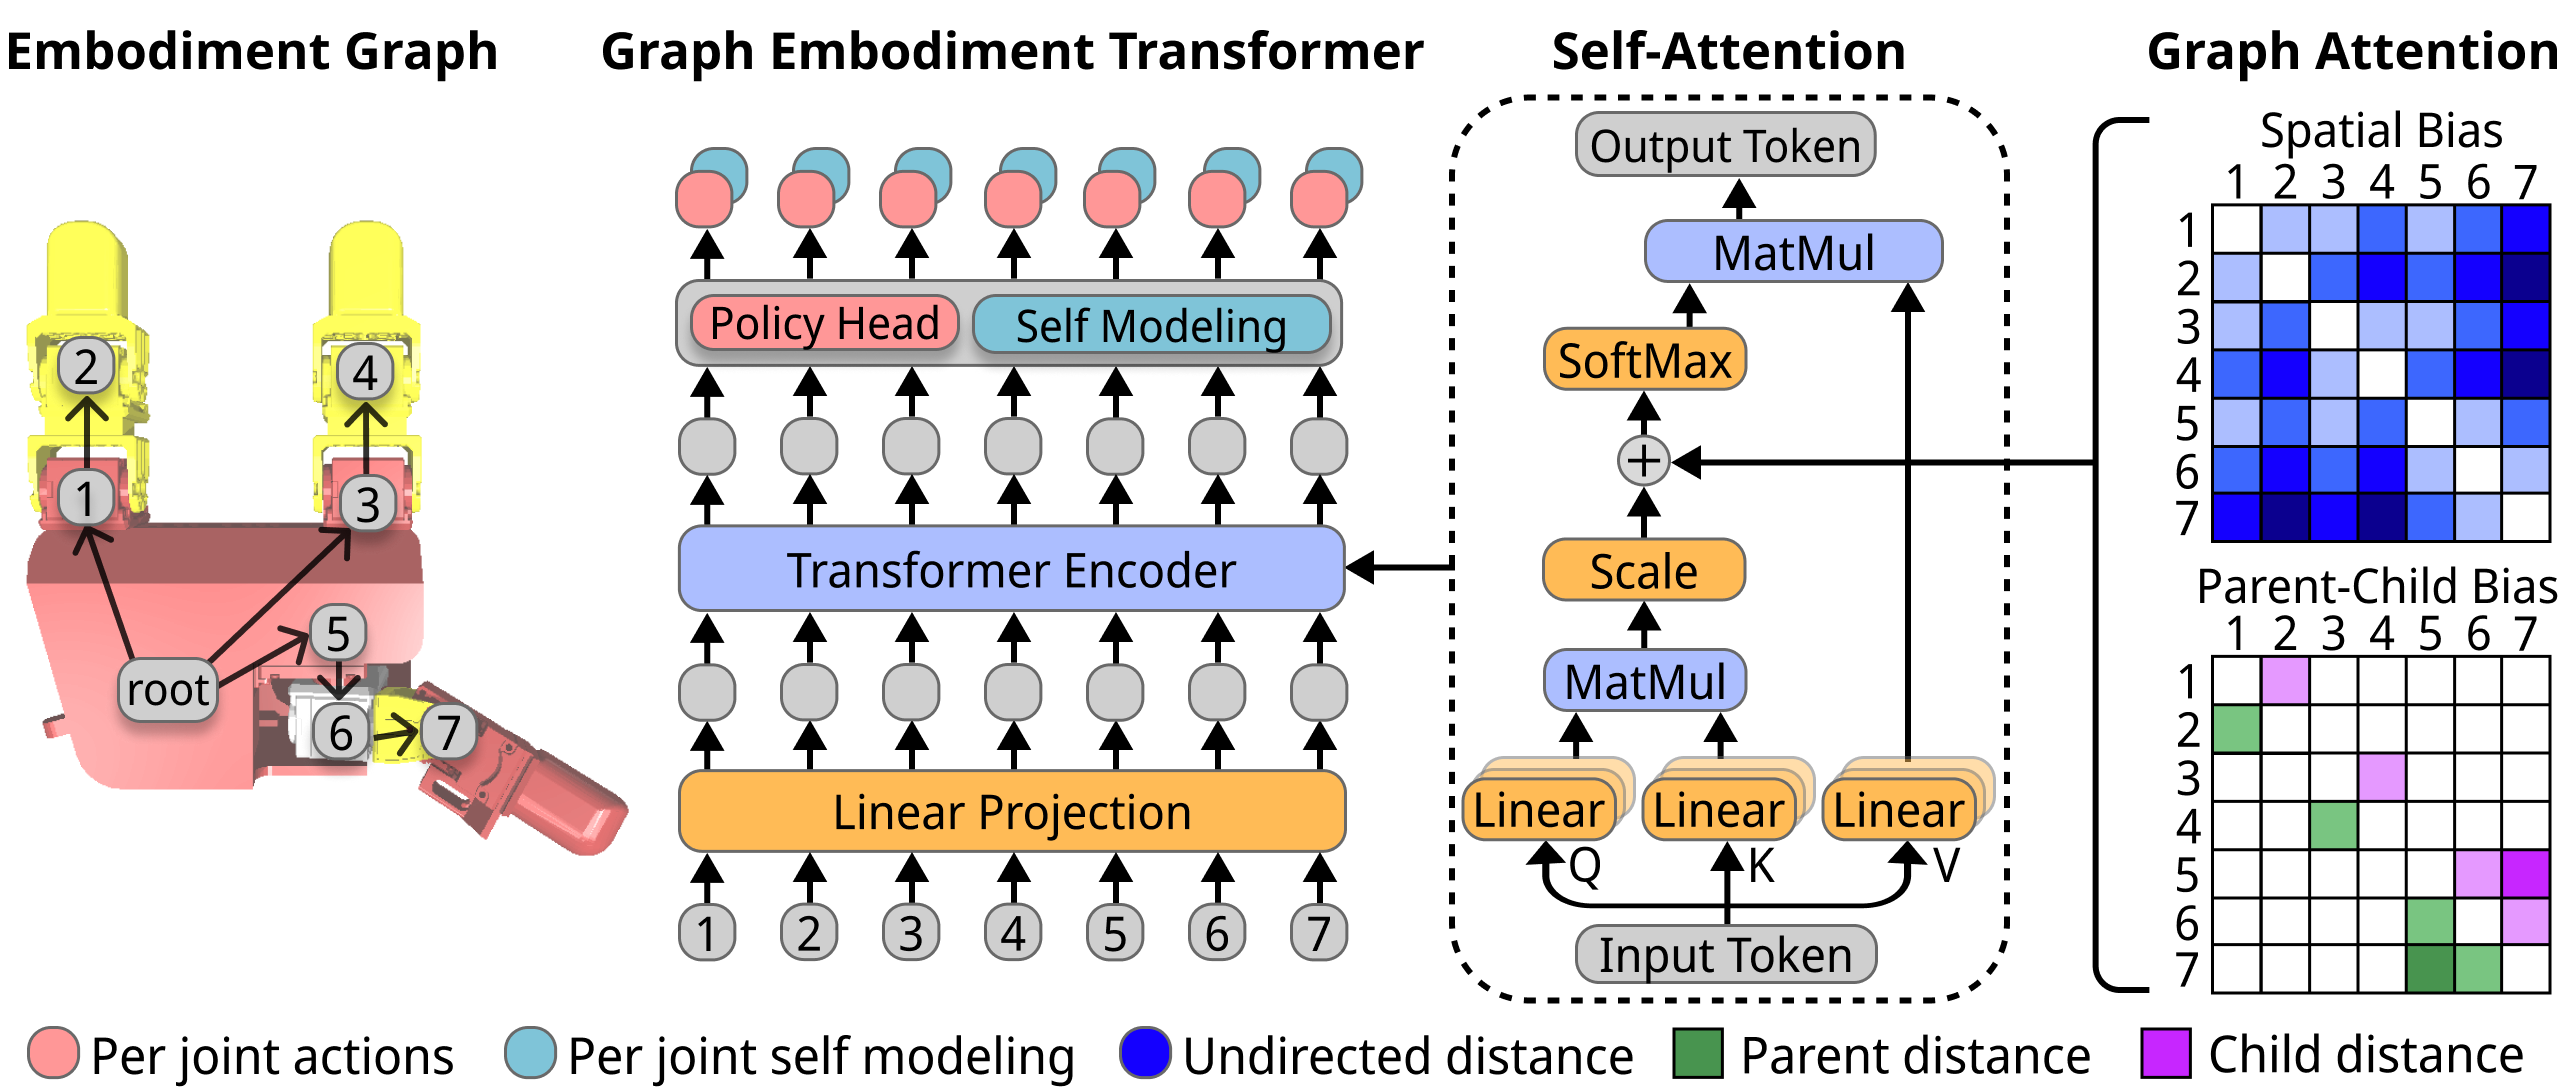 Embodiment Graph
2
4
1
3
5
root
6
7
Graph Embodiment Transformer
Policy Head
Self Modeling
Transformer Encoder
Linear Projection
1 2 3 4 5 6 7
Self-Attention
Output Token
MatMul
SoftMax
+
Scale
MatMul
Linear Linear Linear
Q K V
Input Token
Graph Attention
Spatial Bias
1 2 3 4 5 6 7
1
2
3
4
5
6
7
Parent-Child Bias
1 2 3 4 5 6 7
1
2
3
4
5
6
7
Per joint actions
Per joint self modeling
Undirected distance
Parent distance
Child distance